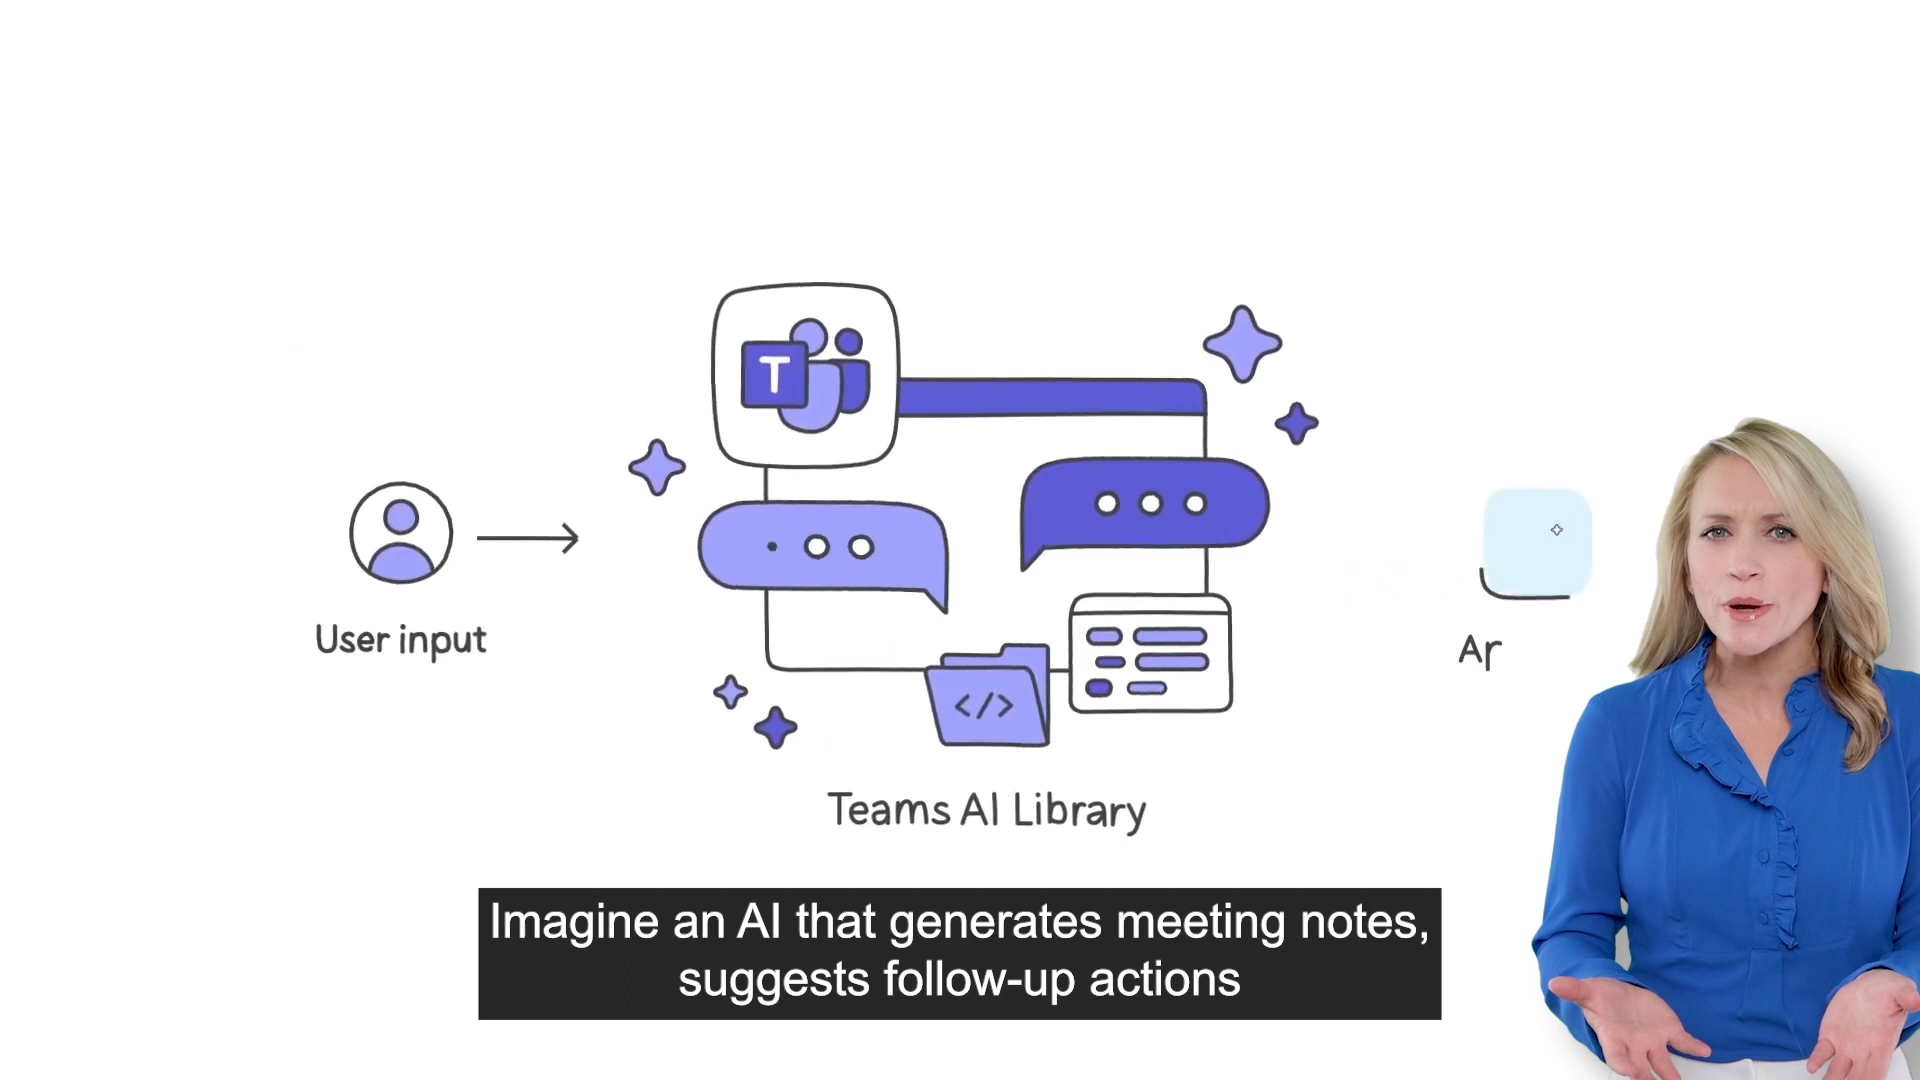 T
User input
</>
Ar
Teams AI Library
Imagine an AI that generates meeting notes,
suggests follow-up actions